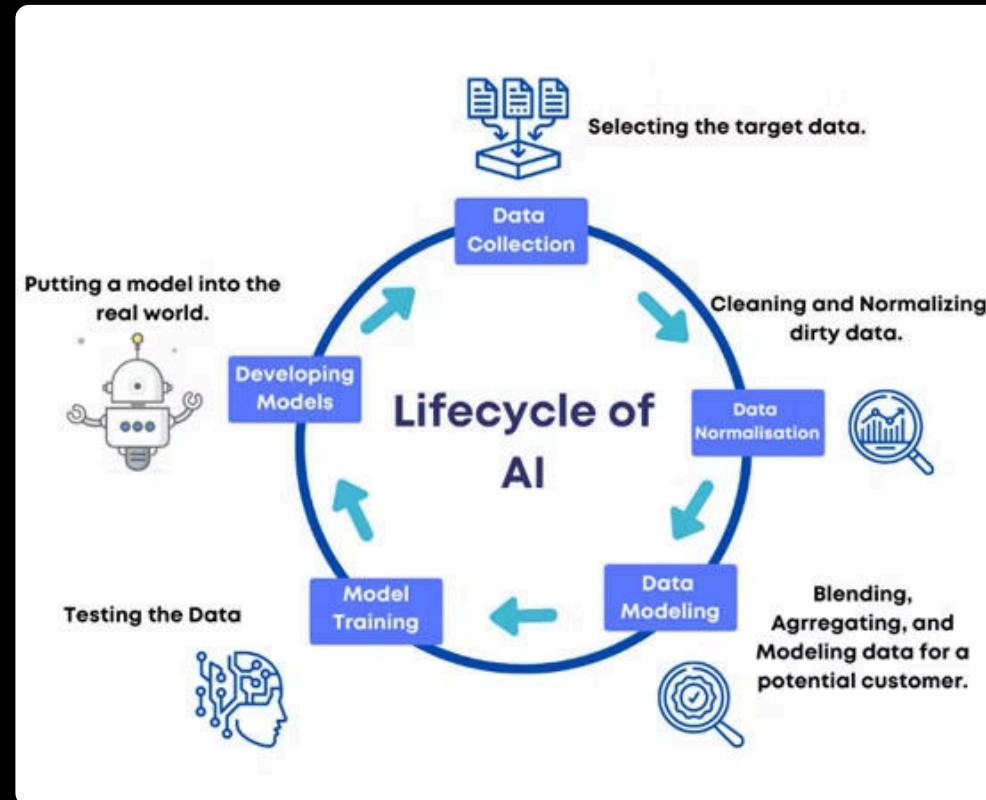 Selecting the target data.
Data
Collection
Putting a model into the
real world.
Cleaning and Normalizing
dirty data.
Developing
Models
Lifecycle of
AI
Data
Normalisation
Model
Training
Data
Modeling
Testing the Data
Blending,
Agrregating, and
Modeling data for a
potential customer.